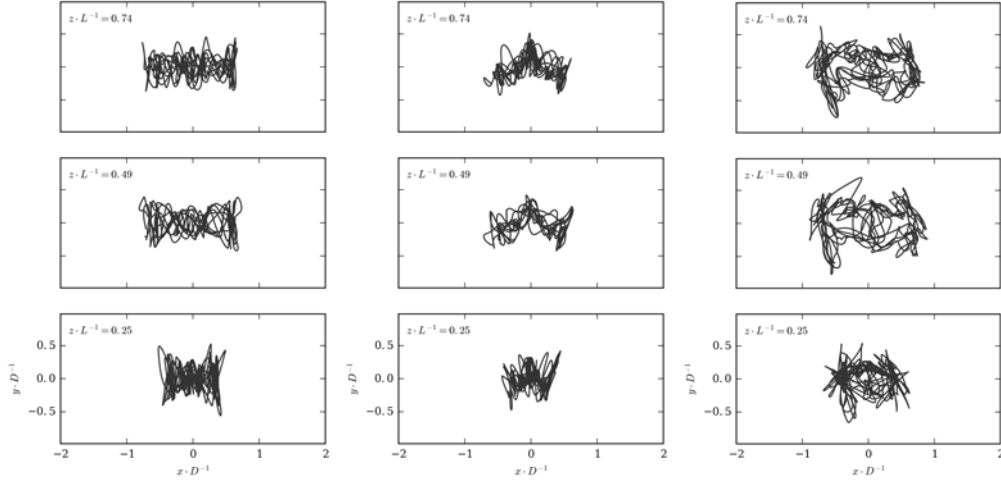 z · L⁻¹ = 0.74
z · L⁻¹ = 0.74
z · L⁻¹ = 0.74
z · L⁻¹ = 0.49
z · L⁻¹ = 0.49
z · L⁻¹ = 0.49
z · L⁻¹ = 0.25
z · L⁻¹ = 0.25
z · L⁻¹ = 0.25
0.5
0.0
−0.5
y · D⁻¹
0.5
0.0
−0.5
y · D⁻¹
0.5
0.0
−0.5
y · D⁻¹
−2 −1 0 1 2
−2 −1 0 1 2
−2 −1 0 1 2
x · D⁻¹
x · D⁻¹
x · D⁻¹